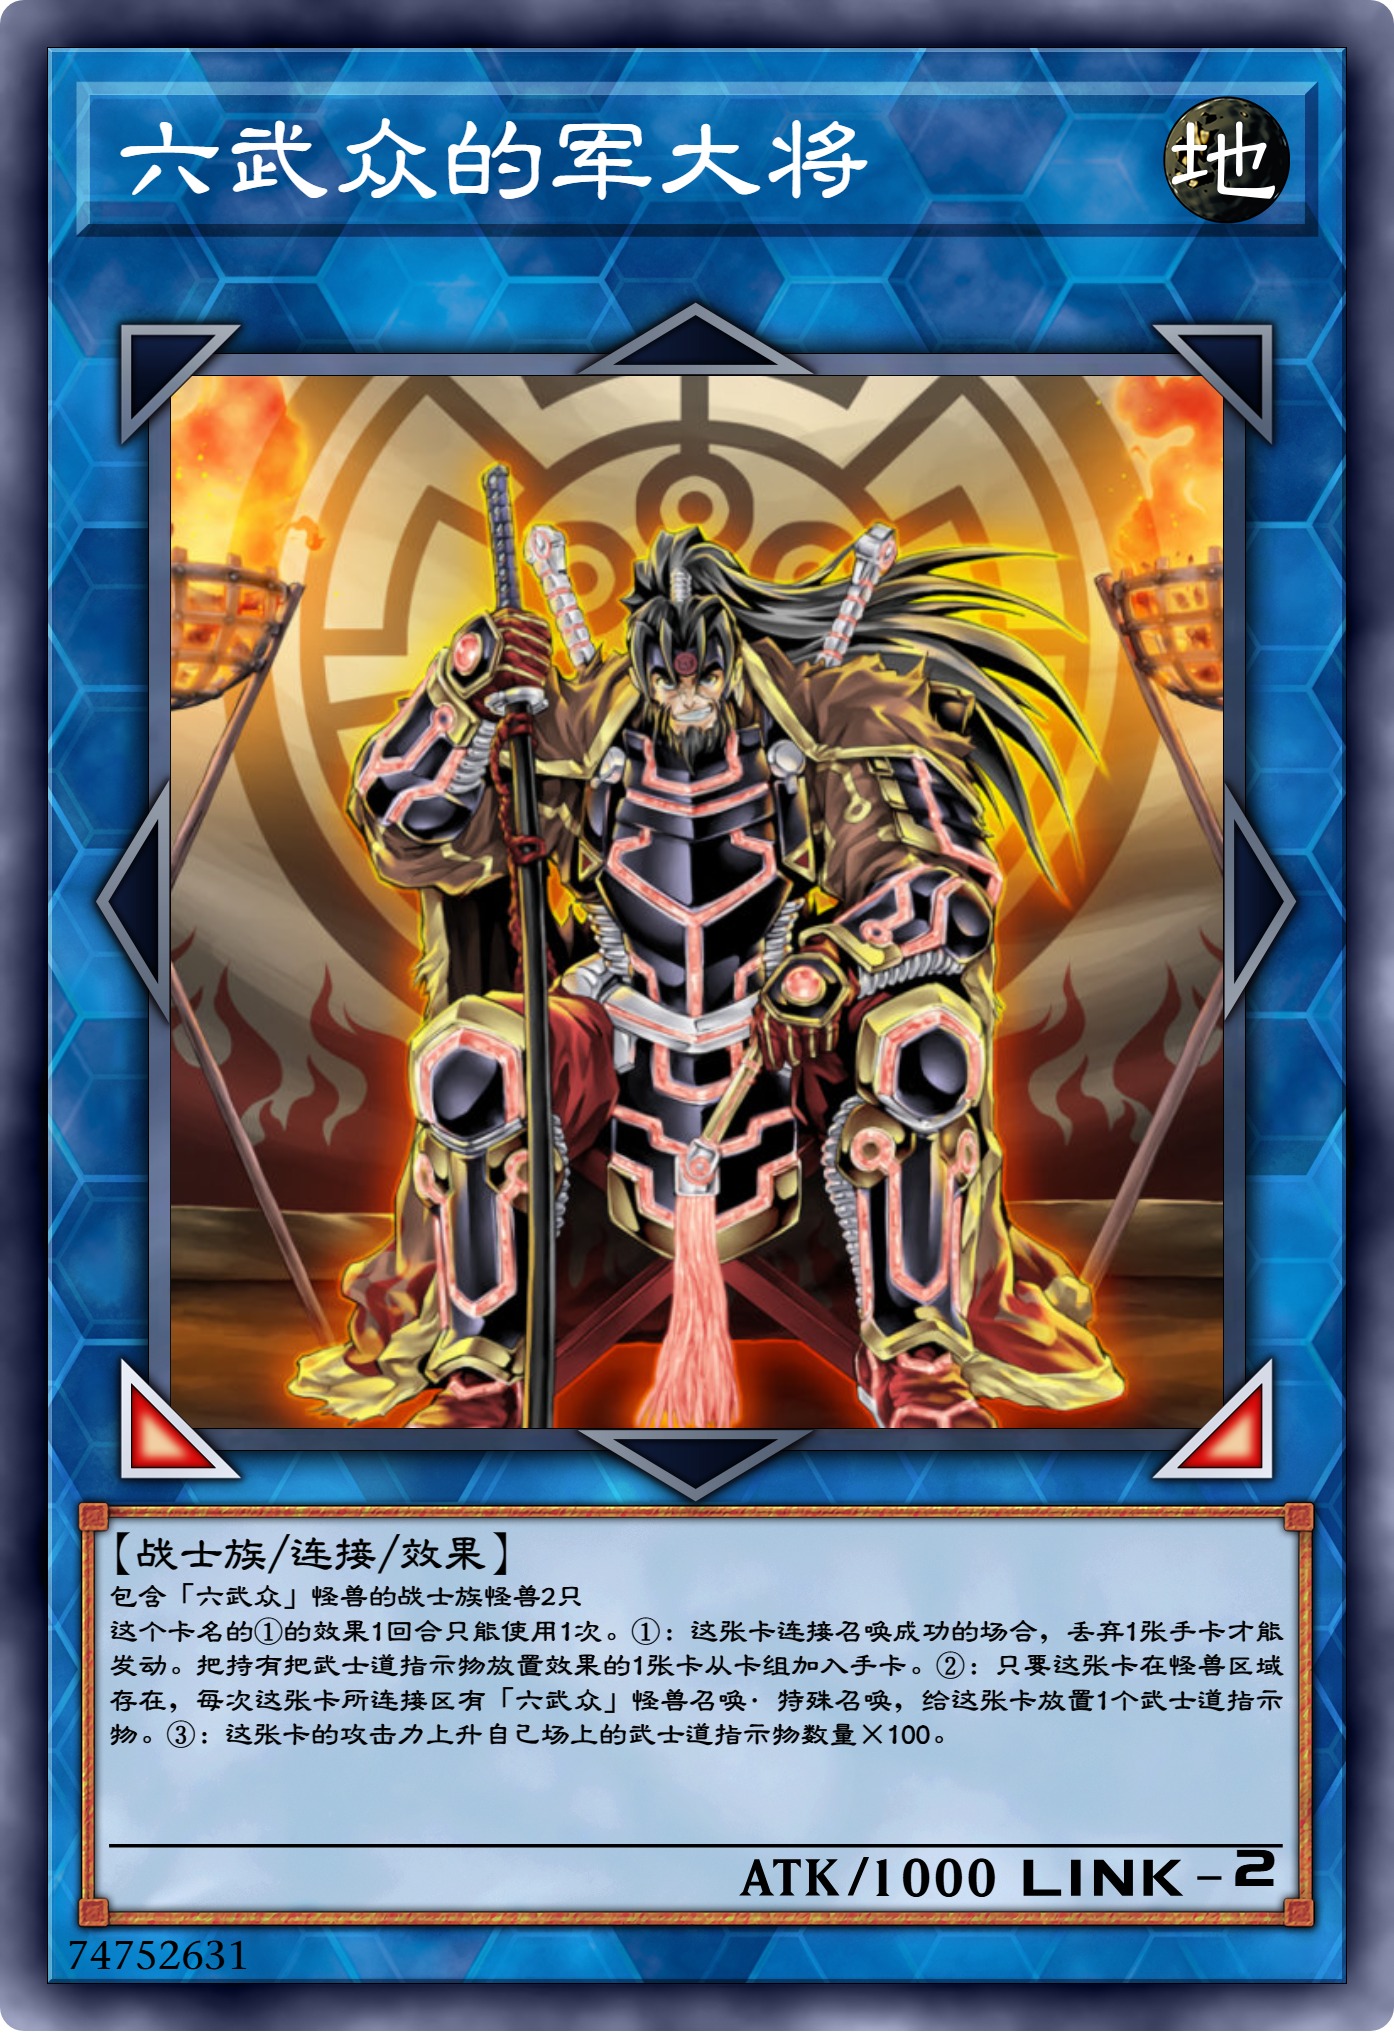 六武众的军大将
地
【战士族/连接/效果】
包含「六武众」怪兽的战士族怪兽2只
这个卡名的①的效果1回合只能使用1次。①：这张卡连接召唤成功的场合，丢弃1张手卡才能
发动。把持有把武士道指示物放置效果的1张卡从卡组加入手卡。②：只要这张卡在怪兽区域
存在，每次这张卡所连接区有「六武众」怪兽召唤·特殊召唤，给这张卡放置1个武士道指示
物。③：这张卡的攻击力上升自己场上的武士道指示物数量×100。
ATK/1000 LINK-2
74752631